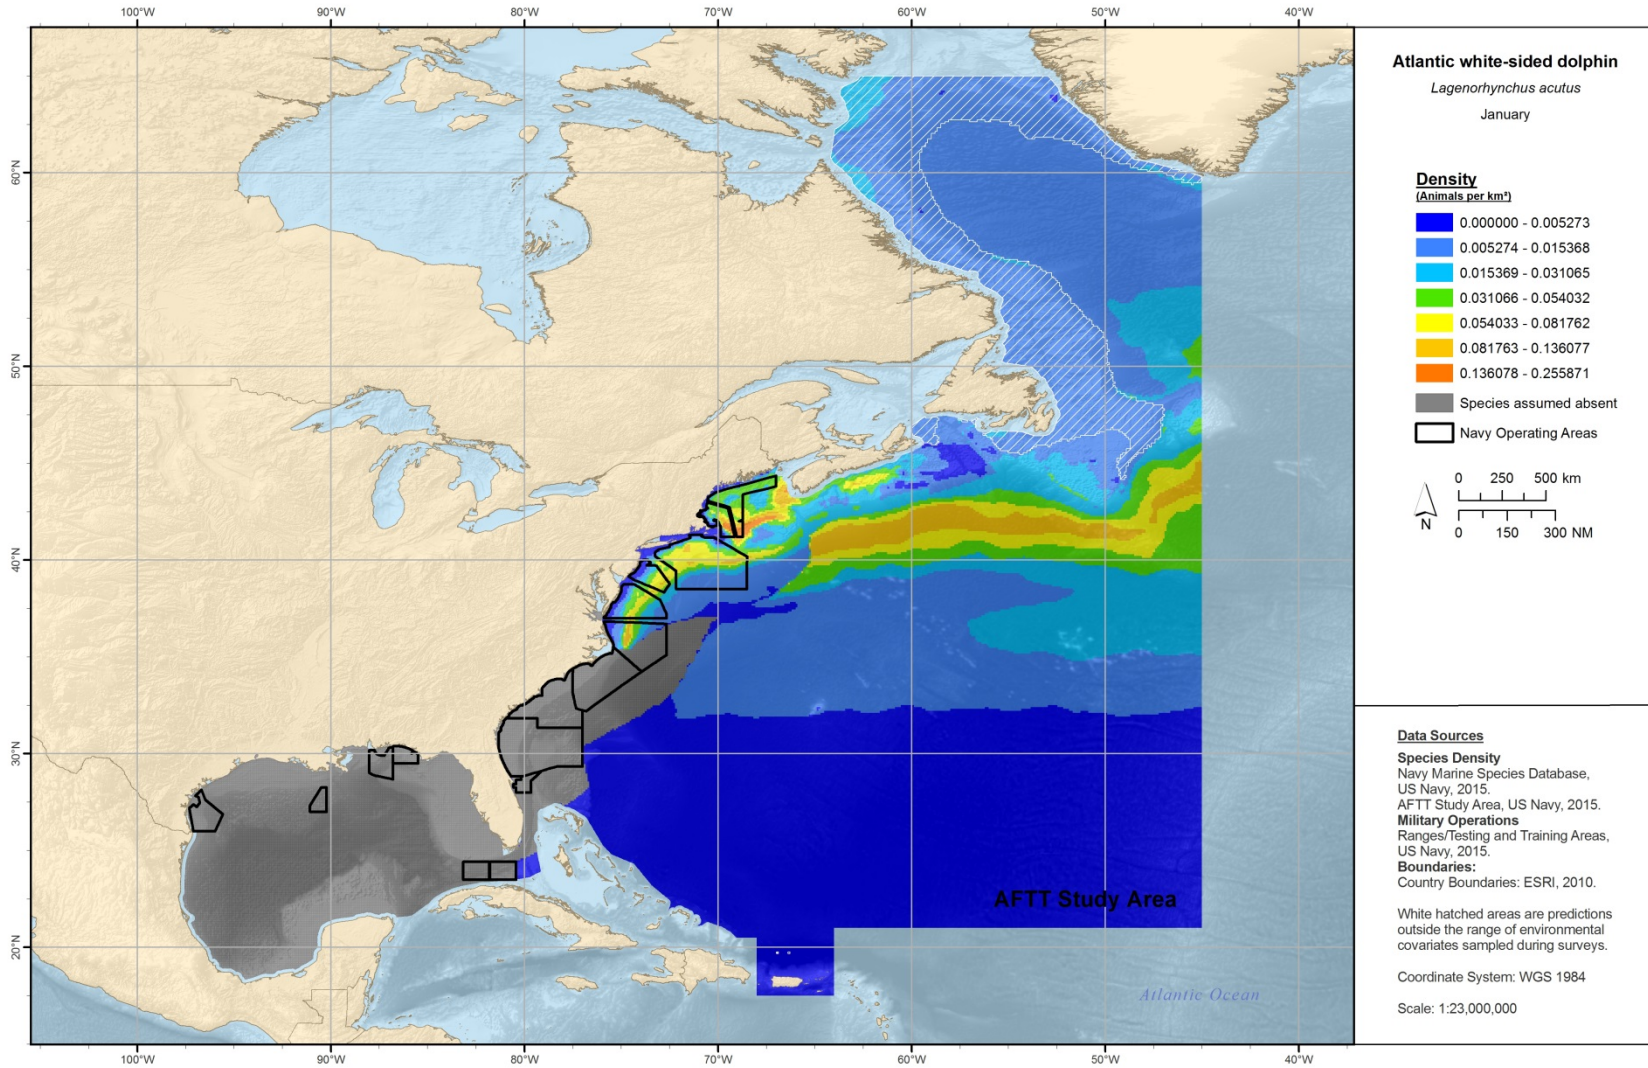 100°W 90°W 80°W 70°W 60°W 50°W 40°W
60°N
50°N
40°N
30°N
20°N
AFTT Study Area
Atlantic Ocean
100°W 90°W 80°W 70°W 60°W 50°W 40°W
Atlantic white-sided dolphin
Lagenorhynchus acutus
January
Density
(Animals per km²)
0.000000 - 0.005273
0.005274 - 0.015368
0.015369 - 0.031065
0.031066 - 0.054032
0.054033 - 0.081762
0.081763 - 0.136077
0.136078 - 0.255871
Species assumed absent
Navy Operating Areas
N
0 250 500 km
0 150 300 NM
Data Sources
Species Density
Navy Marine Species Database,
US Navy, 2015.
AFTT Study Area, US Navy, 2015.
Military Operations
Ranges/Testing and Training Areas,
US Navy, 2015.
Boundaries:
Country Boundaries: ESRI, 2010.
White hatched areas are predictions
outside the range of environmental
covariates sampled during surveys.
Coordinate System: WGS 1984
Scale: 1:23,000,000